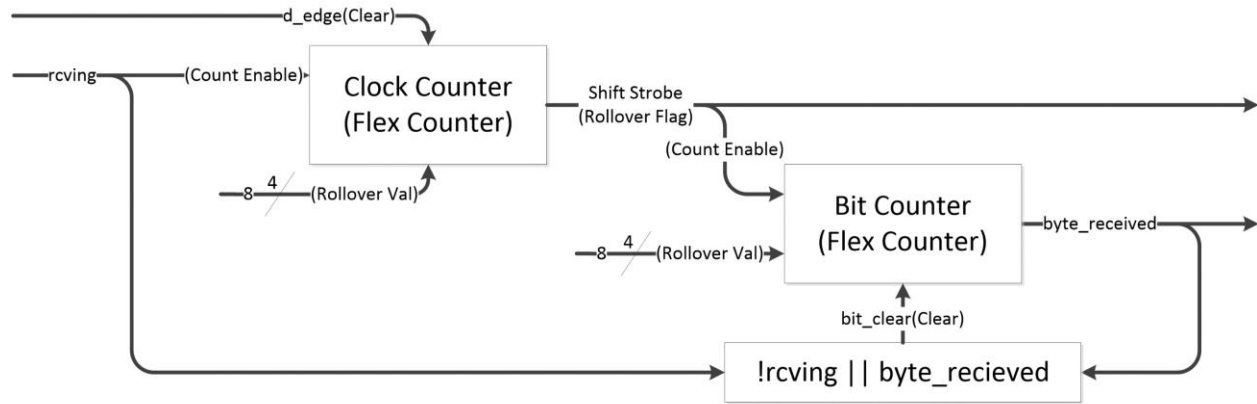 d_edge(Clear)
rcving
(Count Enable)
Clock Counter
(Flex Counter)
Shift Strobe
(Rollover Flag)
(Count Enable)
8
4
(Rollover Val)
Bit Counter
(Flex Counter)
byte_received
8
4
(Rollover Val)
bit_clear(Clear)
!rcving || byte_recieved